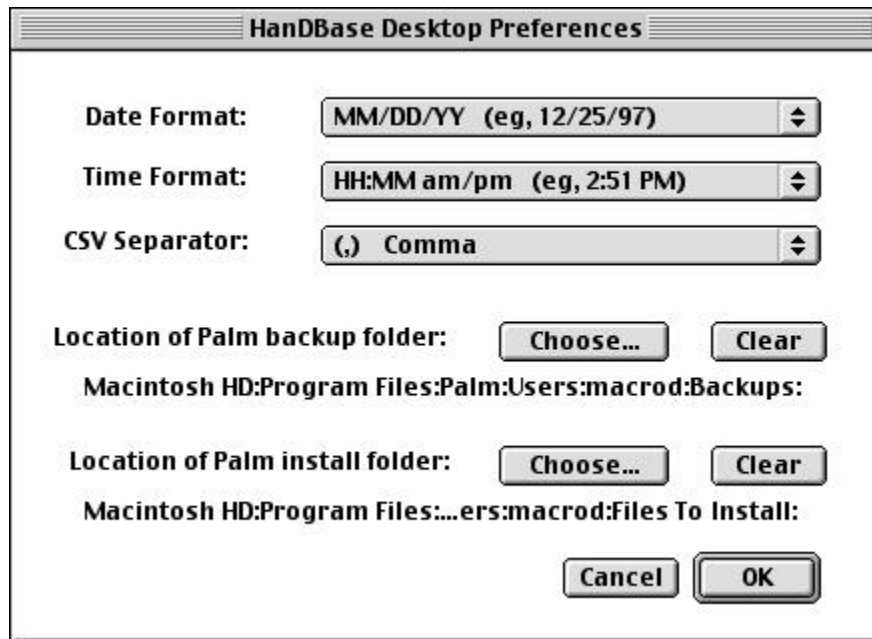 HanDBase Desktop Preferences
Date Format: MM/DD/YY (eg, 12/25/97)
Time Format: HH:MM am/pm (eg, 2:51 PM)
CSV Separator: (,) Comma
Location of Palm backup folder: Choose... Clear
Macintosh HD:Program Files:Palm:Users:macrod:Backups:
Location of Palm install folder: Choose... Clear
Macintosh HD:Program Files:...ers:macrod:Files To Install:
Cancel OK